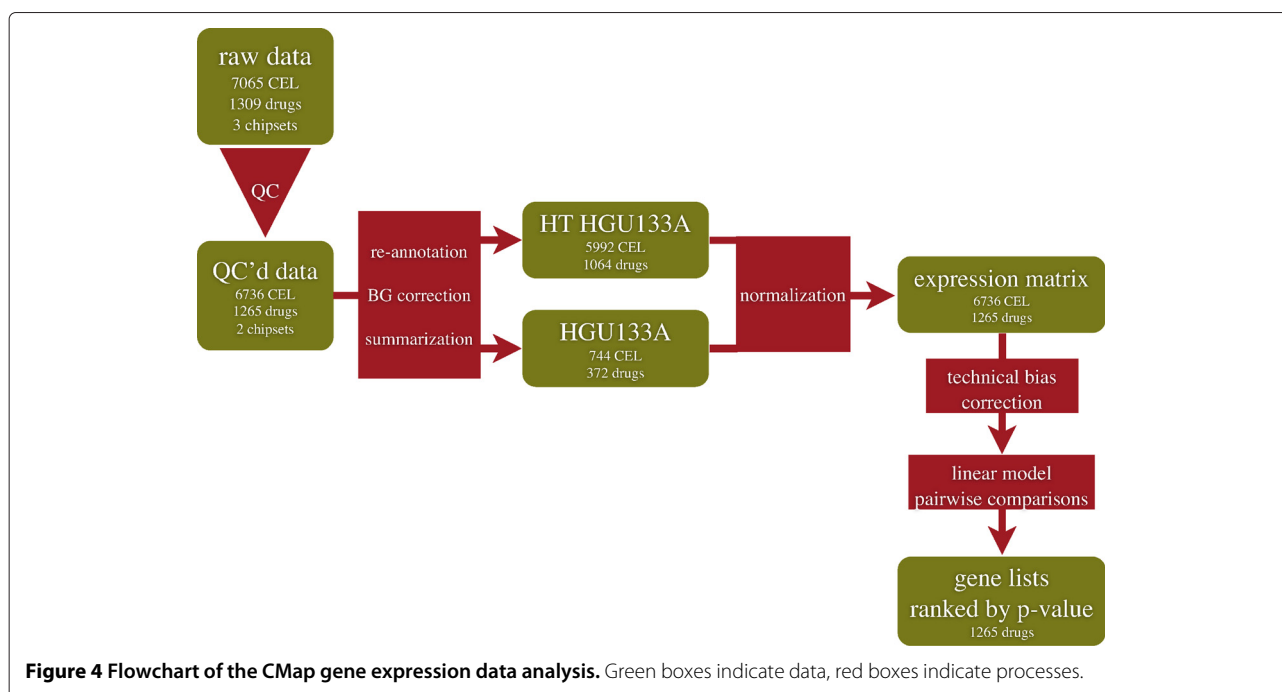 raw data
7065 CEL
1309 drugs
3 chipsets
QC
QC'd data
6736 CEL
1265 drugs
2 chipsets
re-annotation
BG correction
summarization
HT HGU133A
5992 CEL
1064 drugs
HGU133A
744 CEL
372 drugs
normalization
expression matrix
6736 CEL
1265 drugs
technical bias
correction
linear model
pairwise comparisons
gene lists
ranked by p-value
1265 drugs
Figure 4 Flowchart of the CMap gene expression data analysis. Green boxes indicate data, red boxes indicate processes.